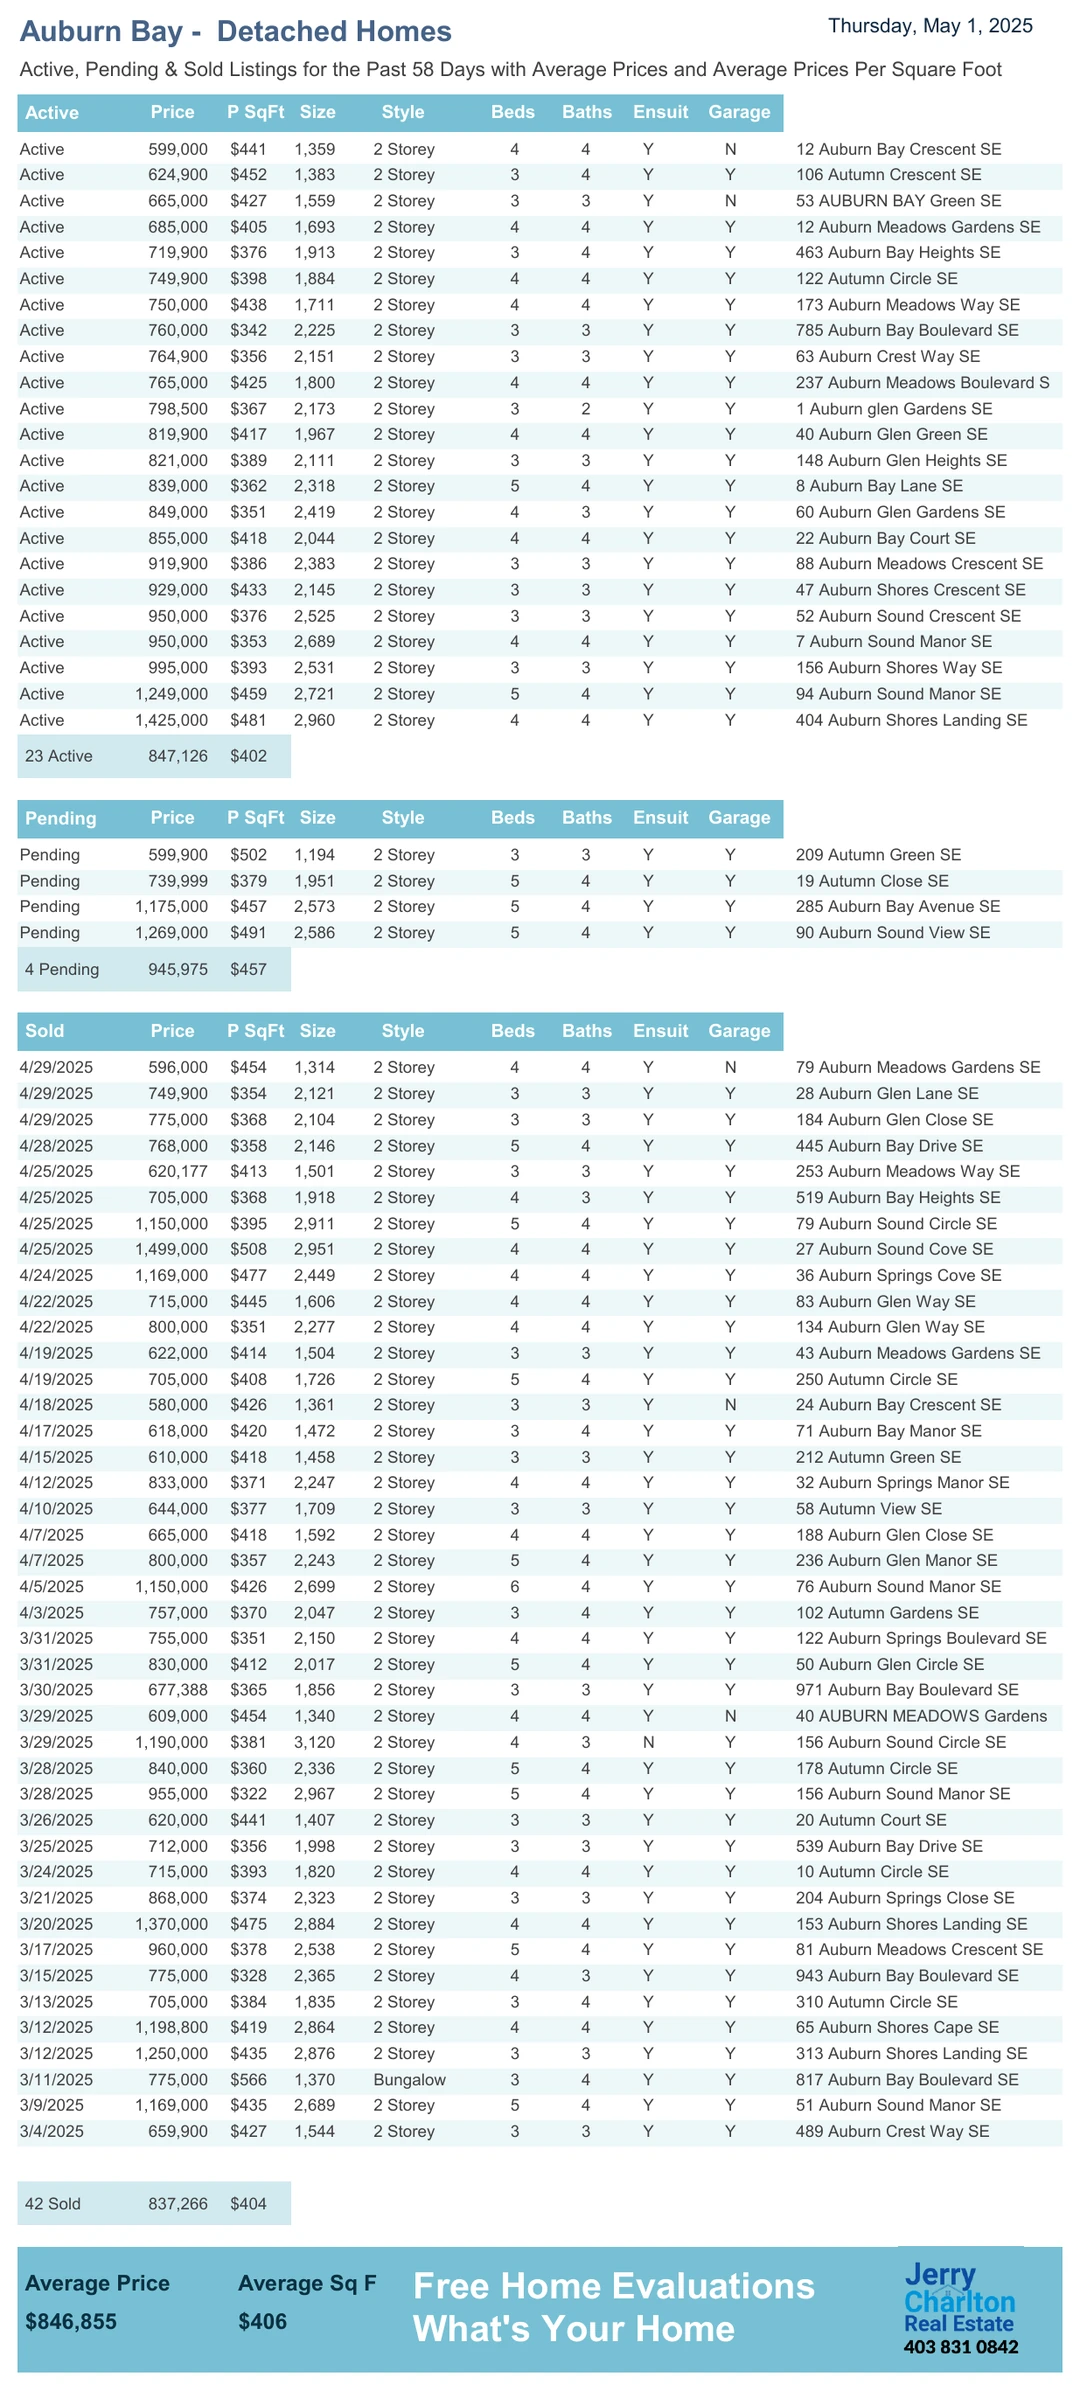 Auburn Bay - Detached Homes
Thursday, May 1, 2025
Active, Pending & Sold Listings for the Past 58 Days with Average Prices and Average Prices Per Square Foot
Active Price P SqFt Size Style Beds Baths Ensuit Garage
Active 599,000 $441 1,359 2 Storey 4 4 Y N 12 Auburn Bay Crescent SE
Active 624,900 $452 1,383 2 Storey 3 4 Y Y 106 Autumn Crescent SE
Active 665,000 $427 1,559 2 Storey 3 3 Y N 53 AUBURN BAY Green SE
Active 685,000 $405 1,693 2 Storey 4 4 Y Y 12 Auburn Meadows Gardens SE
Active 719,900 $376 1,913 2 Storey 3 4 Y Y 463 Auburn Bay Heights SE
Active 749,900 $398 1,884 2 Storey 4 4 Y Y 122 Autumn Circle SE
Active 750,000 $438 1,711 2 Storey 4 4 Y Y 173 Auburn Meadows Way SE
Active 760,000 $342 2,225 2 Storey 3 3 Y Y 785 Auburn Bay Boulevard SE
Active 764,900 $356 2,151 2 Storey 3 3 Y Y 63 Auburn Crest Way SE
Active 765,000 $425 1,800 2 Storey 4 4 Y Y 237 Auburn Meadows Boulevard S
Active 798,500 $367 2,173 2 Storey 3 2 Y Y 1 Auburn glen Gardens SE
Active 819,900 $417 1,967 2 Storey 4 4 Y Y 40 Auburn Glen Green SE
Active 821,000 $389 2,111 2 Storey 3 3 Y Y 148 Auburn Glen Heights SE
Active 839,000 $362 2,318 2 Storey 5 4 Y Y 8 Auburn Bay Lane SE
Active 849,000 $351 2,419 2 Storey 4 3 Y Y 60 Auburn Glen Gardens SE
Active 855,000 $418 2,044 2 Storey 4 4 Y Y 22 Auburn Bay Court SE
Active 919,900 $386 2,383 2 Storey 3 3 Y Y 88 Auburn Meadows Crescent SE
Active 929,000 $433 2,145 2 Storey 3 3 Y Y 47 Auburn Shores Crescent SE
Active 950,000 $376 2,525 2 Storey 3 3 Y Y 52 Auburn Sound Crescent SE
Active 950,000 $353 2,689 2 Storey 4 4 Y Y 7 Auburn Sound Manor SE
Active 995,000 $393 2,531 2 Storey 3 3 Y Y 156 Auburn Shores Way SE
Active 1,249,000 $459 2,721 2 Storey 5 4 Y Y 94 Auburn Sound Manor SE
Active 1,425,000 $481 2,960 2 Storey 4 4 Y Y 404 Auburn Shores Landing SE
23 Active 847,126 $402
Pending Price P SqFt Size Style Beds Baths Ensuit Garage
Pending 599,900 $502 1,194 2 Storey 3 3 Y Y 209 Autumn Green SE
Pending 739,999 $379 1,951 2 Storey 5 4 Y Y 19 Autumn Close SE
Pending 1,175,000 $457 2,573 2 Storey 5 4 Y Y 285 Auburn Bay Avenue SE
Pending 1,269,000 $491 2,586 2 Storey 5 4 Y Y 90 Auburn Sound View SE
4 Pending 945,975 $457
Sold Price P SqFt Size Style Beds Baths Ensuit Garage
4/29/2025 596,000 $454 1,314 2 Storey 4 4 Y N 79 Auburn Meadows Gardens SE
4/29/2025 749,900 $354 2,121 2 Storey 3 3 Y Y 28 Auburn Glen Lane SE
4/29/2025 775,000 $368 2,104 2 Storey 3 3 Y Y 184 Auburn Glen Close SE
4/28/2025 768,000 $358 2,146 2 Storey 5 4 Y Y 445 Auburn Bay Drive SE
4/25/2025 620,177 $413 1,501 2 Storey 3 3 Y Y 253 Auburn Meadows Way SE
4/25/2025 705,000 $368 1,918 2 Storey 4 3 Y Y 519 Auburn Bay Heights SE
4/25/2025 1,150,000 $395 2,911 2 Storey 5 4 Y Y 79 Auburn Sound Circle SE
4/25/2025 1,499,000 $508 2,951 2 Storey 4 4 Y Y 27 Auburn Sound Cove SE
4/24/2025 1,169,000 $477 2,449 2 Storey 4 4 Y Y 36 Auburn Springs Cove SE
4/22/2025 715,000 $445 1,606 2 Storey 4 4 Y Y 83 Auburn Glen Way SE
4/22/2025 800,000 $351 2,277 2 Storey 4 4 Y Y 134 Auburn Glen Way SE
4/19/2025 622,000 $414 1,504 2 Storey 3 3 Y Y 43 Auburn Meadows Gardens SE
4/19/2025 705,000 $408 1,726 2 Storey 5 4 Y Y 250 Autumn Circle SE
4/18/2025 580,000 $426 1,361 2 Storey 3 3 Y N 24 Auburn Bay Crescent SE
4/17/2025 618,000 $420 1,472 2 Storey 3 4 Y Y 71 Auburn Bay Manor SE
4/15/2025 610,000 $418 1,458 2 Storey 3 3 Y Y 212 Autumn Green SE
4/12/2025 833,000 $371 2,247 2 Storey 4 4 Y Y 32 Auburn Springs Manor SE
4/10/2025 644,000 $377 1,709 2 Storey 3 3 Y Y 58 Autumn View SE
4/7/2025 665,000 $418 1,592 2 Storey 4 4 Y Y 188 Auburn Glen Close SE
4/7/2025 800,000 $357 2,243 2 Storey 5 4 Y Y 236 Auburn Glen Manor SE
4/5/2025 1,150,000 $426 2,699 2 Storey 6 4 Y Y 76 Auburn Sound Manor SE
4/3/2025 757,000 $370 2,047 2 Storey 3 4 Y Y 102 Autumn Gardens SE
3/31/2025 755,000 $351 2,150 2 Storey 4 4 Y Y 122 Auburn Springs Boulevard SE
3/31/2025 830,000 $412 2,017 2 Storey 5 4 Y Y 50 Auburn Glen Circle SE
3/30/2025 677,388 $365 1,856 2 Storey 3 3 Y Y 971 Auburn Bay Boulevard SE
3/29/2025 609,000 $454 1,340 2 Storey 4 4 Y N 40 AUBURN MEADOWS Gardens
3/29/2025 1,190,000 $381 3,120 2 Storey 4 3 N Y 156 Auburn Sound Circle SE
3/28/2025 840,000 $360 2,336 2 Storey 5 4 Y Y 178 Autumn Circle SE
3/28/2025 955,000 $322 2,967 2 Storey 5 4 Y Y 156 Auburn Sound Manor SE
3/26/2025 620,000 $441 1,407 2 Storey 3 3 Y Y 20 Autumn Court SE
3/25/2025 712,000 $356 1,998 2 Storey 3 3 Y Y 539 Auburn Bay Drive SE
3/24/2025 715,000 $393 1,820 2 Storey 4 4 Y Y 10 Autumn Circle SE
3/21/2025 868,000 $374 2,323 2 Storey 3 3 Y Y 204 Auburn Springs Close SE
3/20/2025 1,370,000 $475 2,884 2 Storey 4 4 Y Y 153 Auburn Shores Landing SE
3/17/2025 960,000 $378 2,538 2 Storey 5 4 Y Y 81 Auburn Meadows Crescent SE
3/15/2025 775,000 $328 2,365 2 Storey 4 3 Y Y 943 Auburn Bay Boulevard SE
3/13/2025 705,000 $384 1,835 2 Storey 3 4 Y Y 310 Autumn Circle SE
3/12/2025 1,198,800 $419 2,864 2 Storey 4 4 Y Y 65 Auburn Shores Cape SE
3/12/2025 1,250,000 $435 2,876 2 Storey 3 3 Y Y 313 Auburn Shores Landing SE
3/11/2025 775,000 $566 1,370 Bungalow 3 4 Y Y 817 Auburn Bay Boulevard SE
3/9/2025 1,169,000 $435 2,689 2 Storey 5 4 Y Y 51 Auburn Sound Manor SE
3/4/2025 659,900 $427 1,544 2 Storey 3 3 Y Y 489 Auburn Crest Way SE
42 Sold 837,266 $404
Average Price Average Sq F
$846,855 $406
Free Home Evaluations
What's Your Home
Jerry
Charlton
Real Estate
403 831 0842